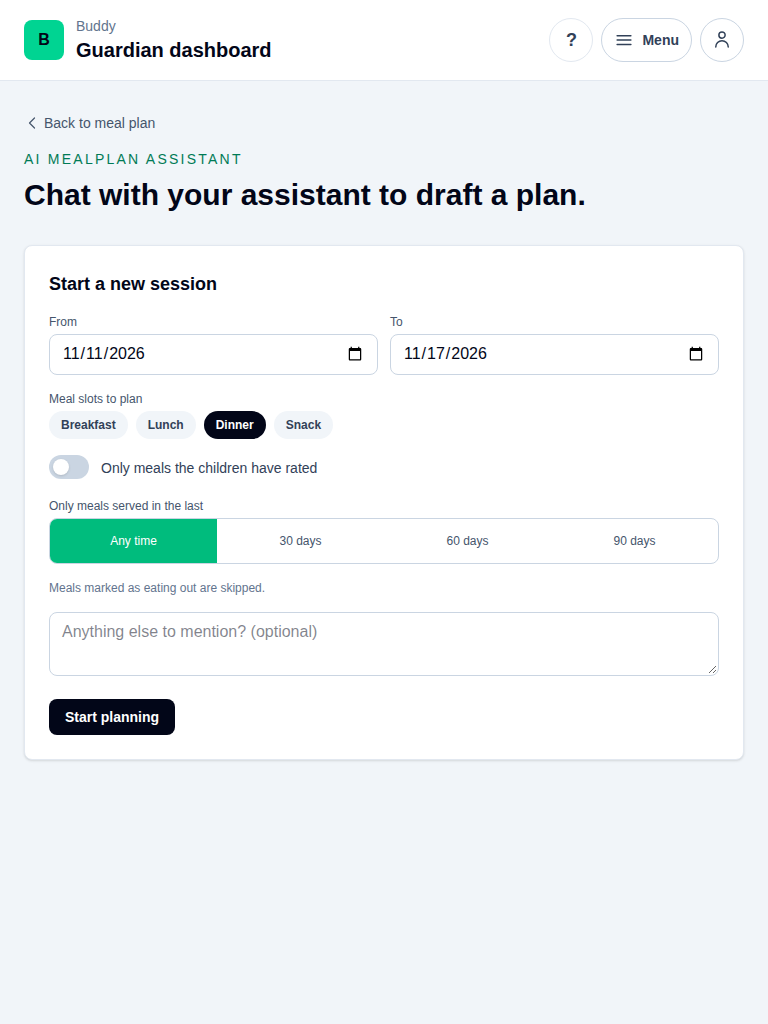 B
Buddy
Guardian dashboard
?
Menu
Back to meal plan
AI MEALPLAN ASSISTANT
Chat with your assistant to draft a plan.
Start a new session
From
To
11/11/2026
11/17/2026
Meal slots to plan
Breakfast
Lunch
Dinner
Snack
Only meals the children have rated
Only meals served in the last
Any time
30 days
60 days
90 days
Meals marked as eating out are skipped.
Anything else to mention? (optional)
Start planning